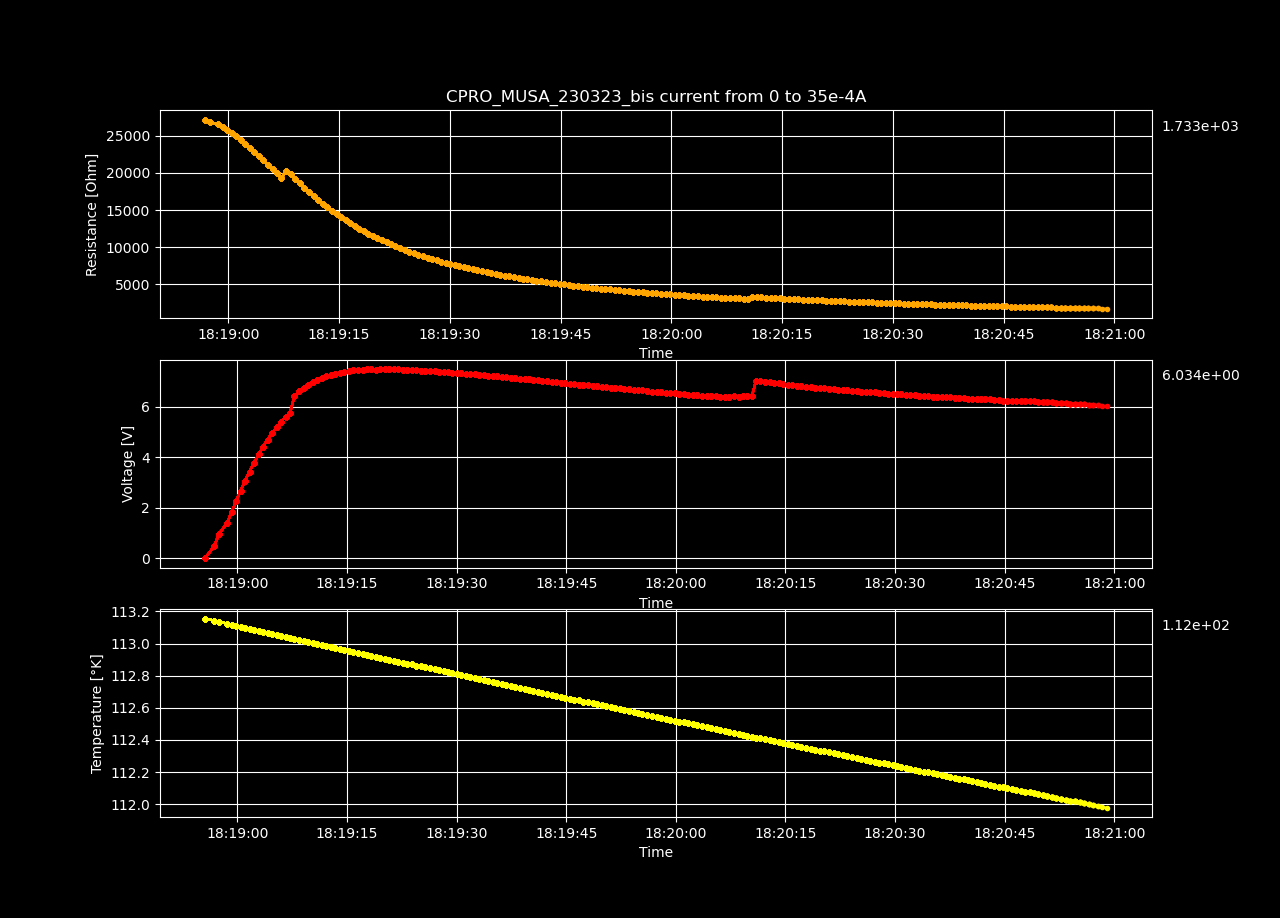 CPRO_MUSA_230323_bis current from 0 to 35e-4A
1.733e+03
Resistance [Ohm]
25000
20000
15000
10000
5000
18:19:00 18:19:15 18:19:30 18:19:45 18:20:00 18:20:15 18:20:30 18:20:45 18:21:00
Time
6.034e+00
Voltage [V]
6
4
2
0
18:19:00 18:19:15 18:19:30 18:19:45 18:20:00 18:20:15 18:20:30 18:20:45 18:21:00
Time
1.12e+02
Temperature [°K]
113.2
113.0
112.8
112.6
112.4
112.2
112.0
18:19:00 18:19:15 18:19:30 18:19:45 18:20:00 18:20:15 18:20:30 18:20:45 18:21:00
Time